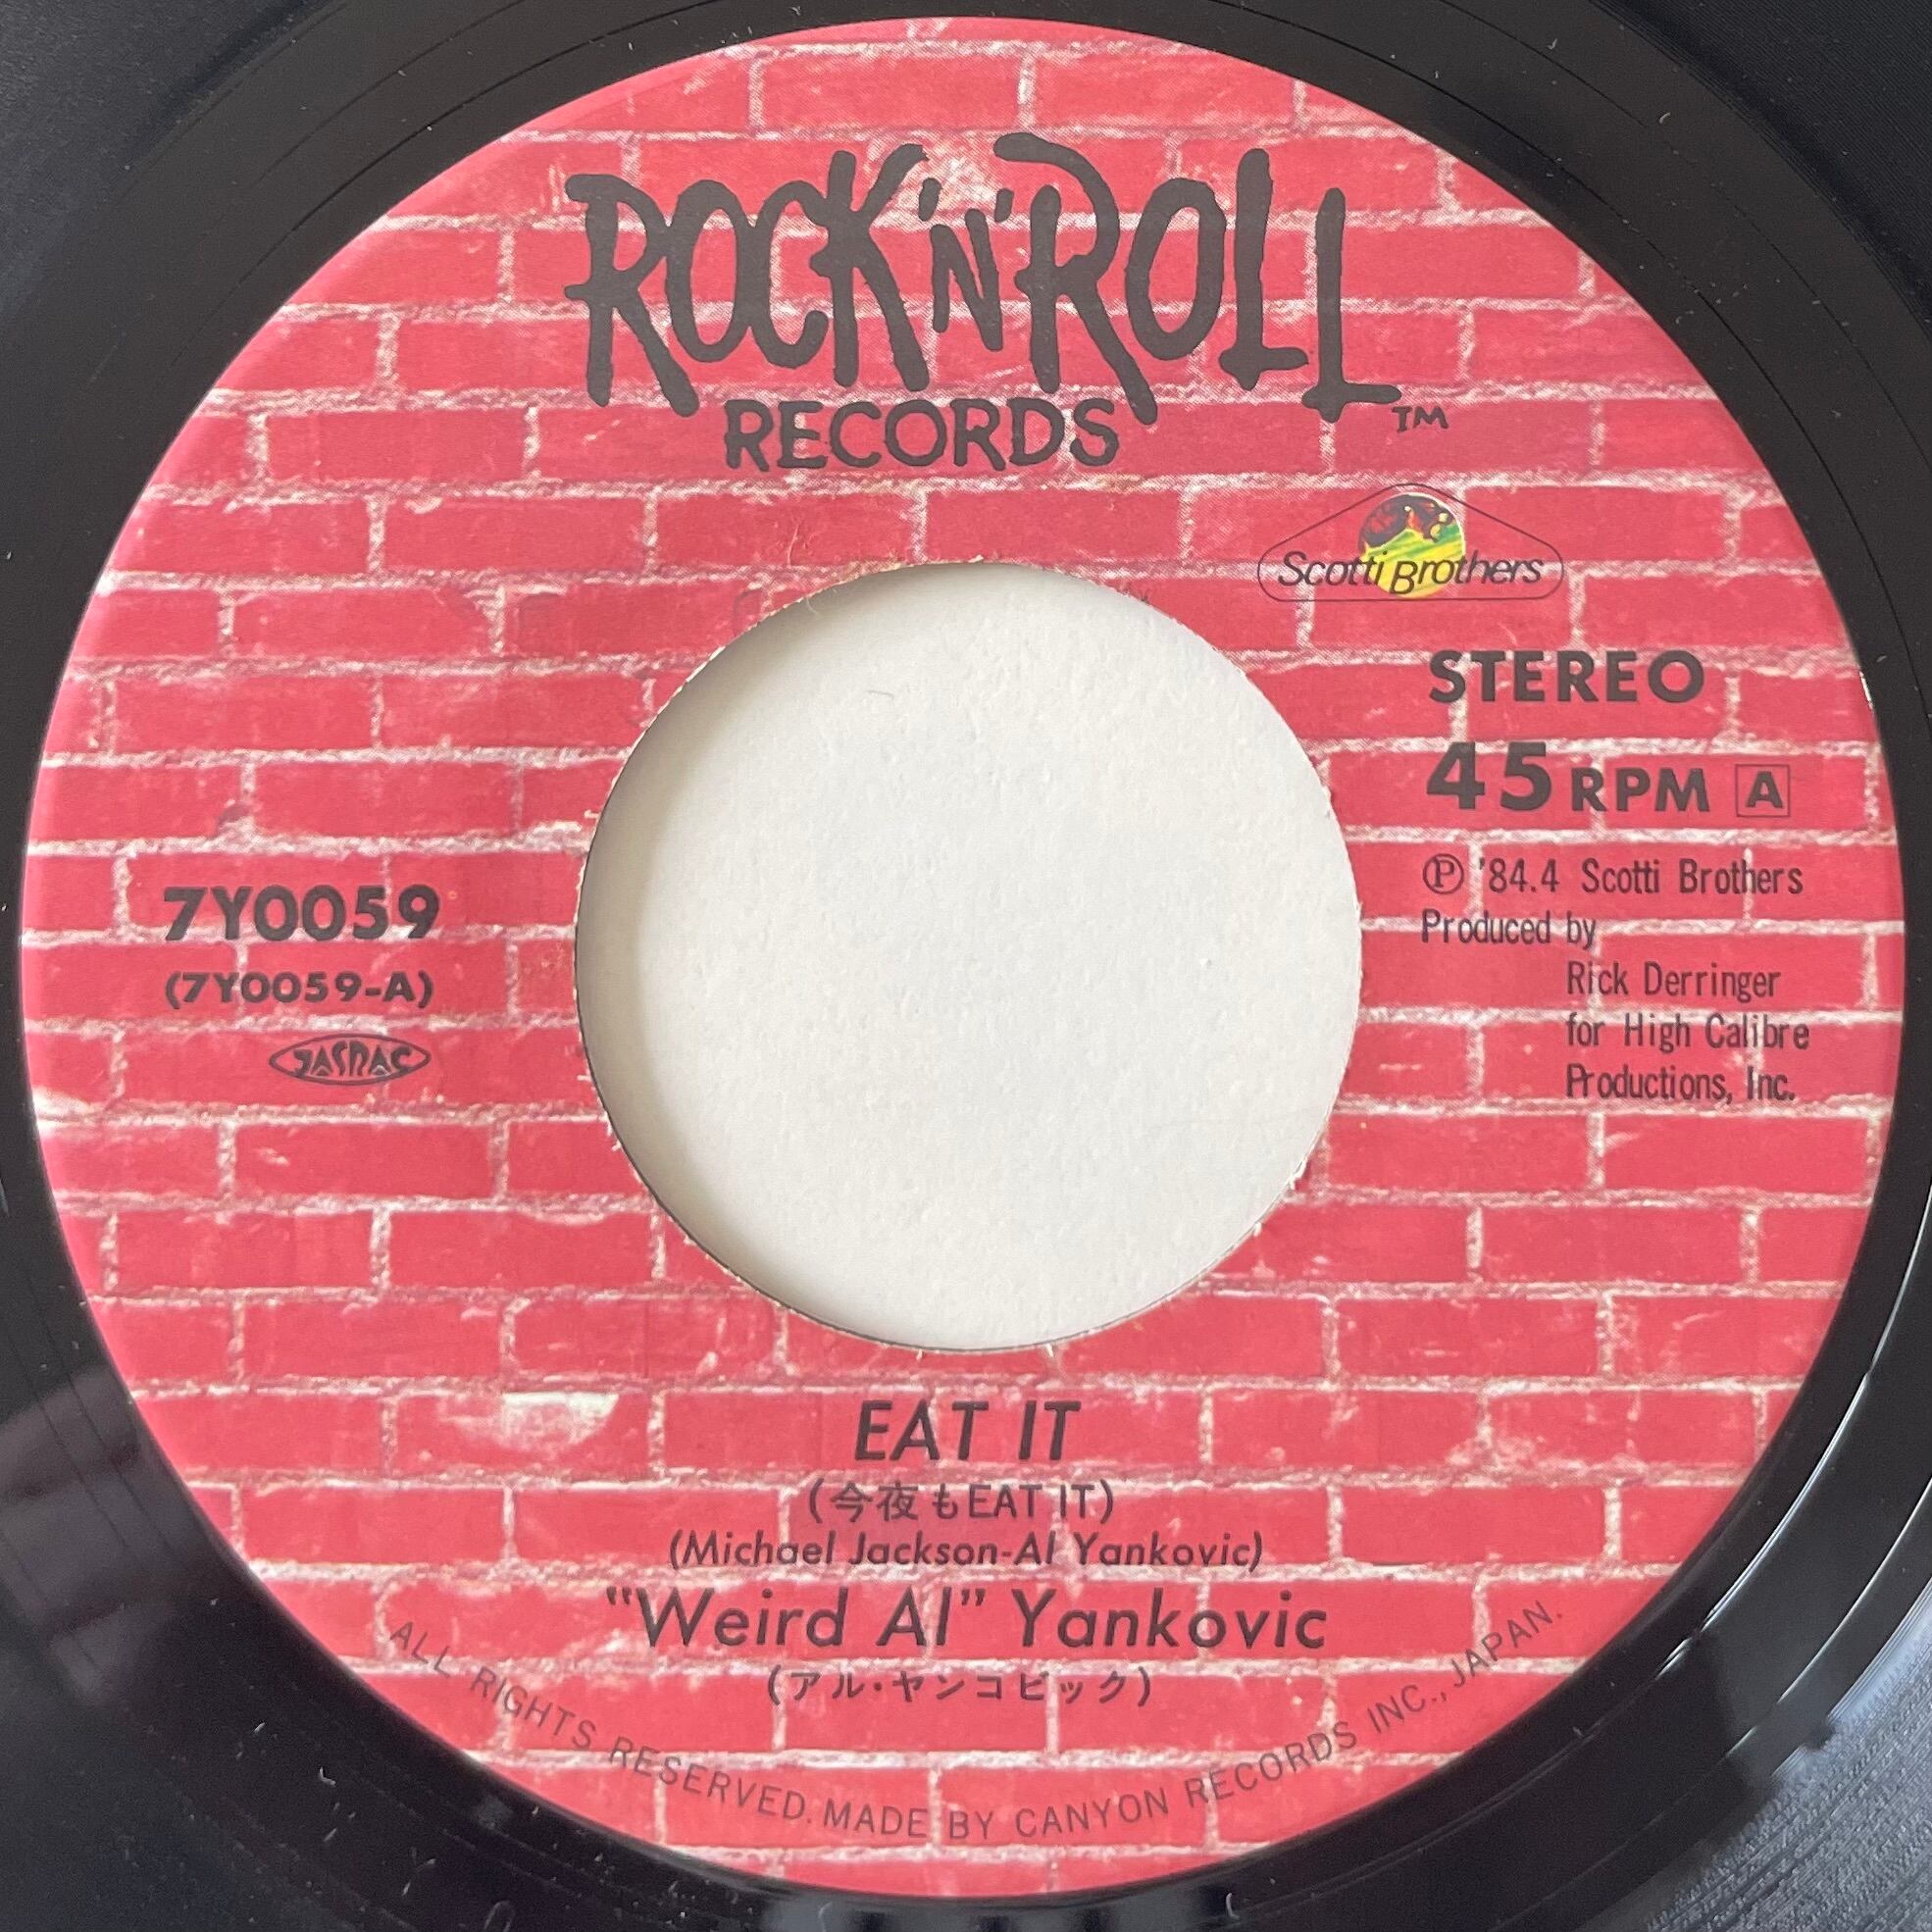 ROCK'N'ROLL
RECORDS TM
Scotti Brothers
STEREO
45 RPM A
℗ '84.4 Scotti Brothers
Produced by
Rick Derringer
for High Calibre
Productions, Inc.
7Y0059
(7Y0059-A)
JASRAC
EAT IT
(今夜もEAT IT)
(Michael Jackson-Al Yankovic)
"Weird Al" Yankovic
(アル・ヤンコビック)
ALL RIGHTS RESERVED. MADE BY CANYON RECORDS INC., JAPAN.